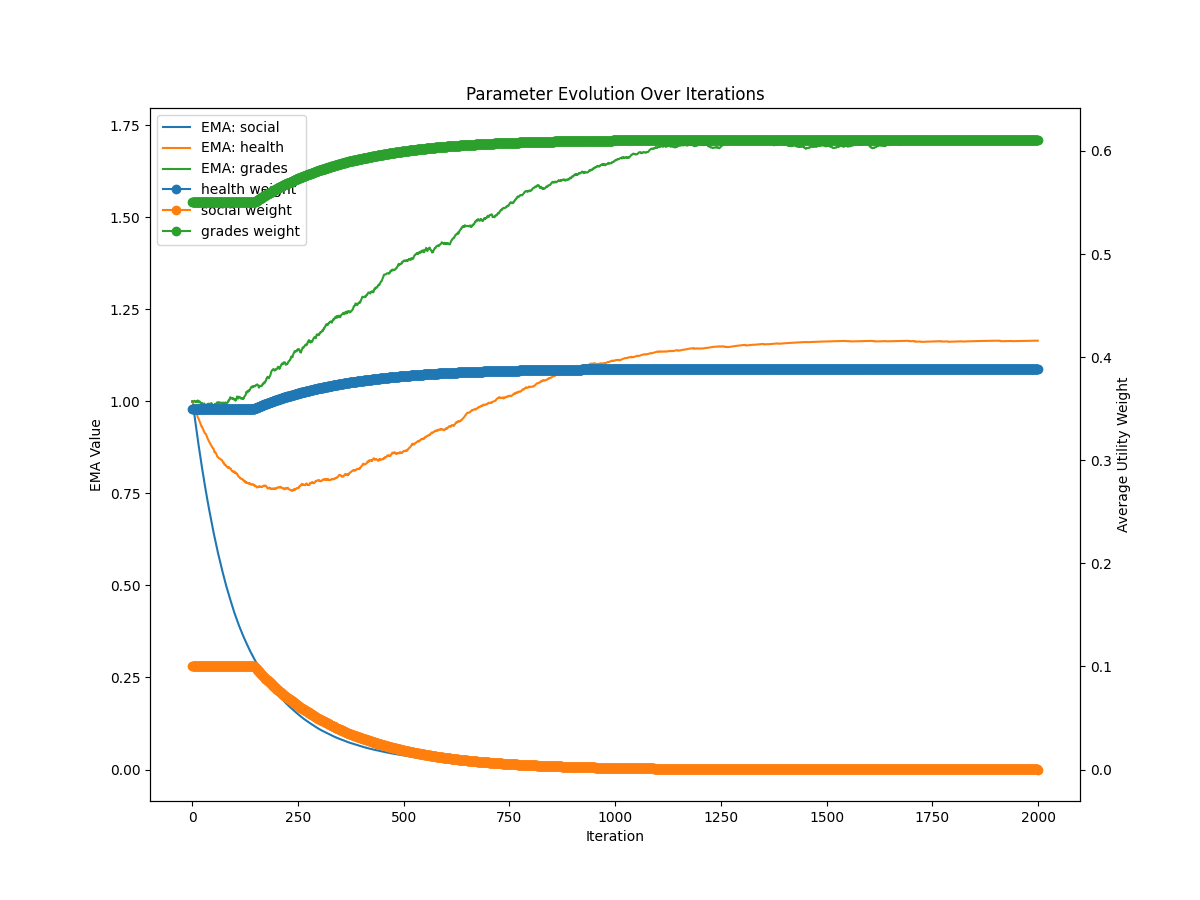 Parameter Evolution Over Iterations
EMA: social
EMA: health
EMA: grades
health weight
social weight
grades weight
EMA Value
1.75
1.50
1.25
1.00
0.75
0.50
0.25
0.00
0.6
0.5
0.4
0.3
0.2
0.1
0.0
Average Utility Weight
0 250 500 750 1000 1250 1500 1750 2000
Iteration